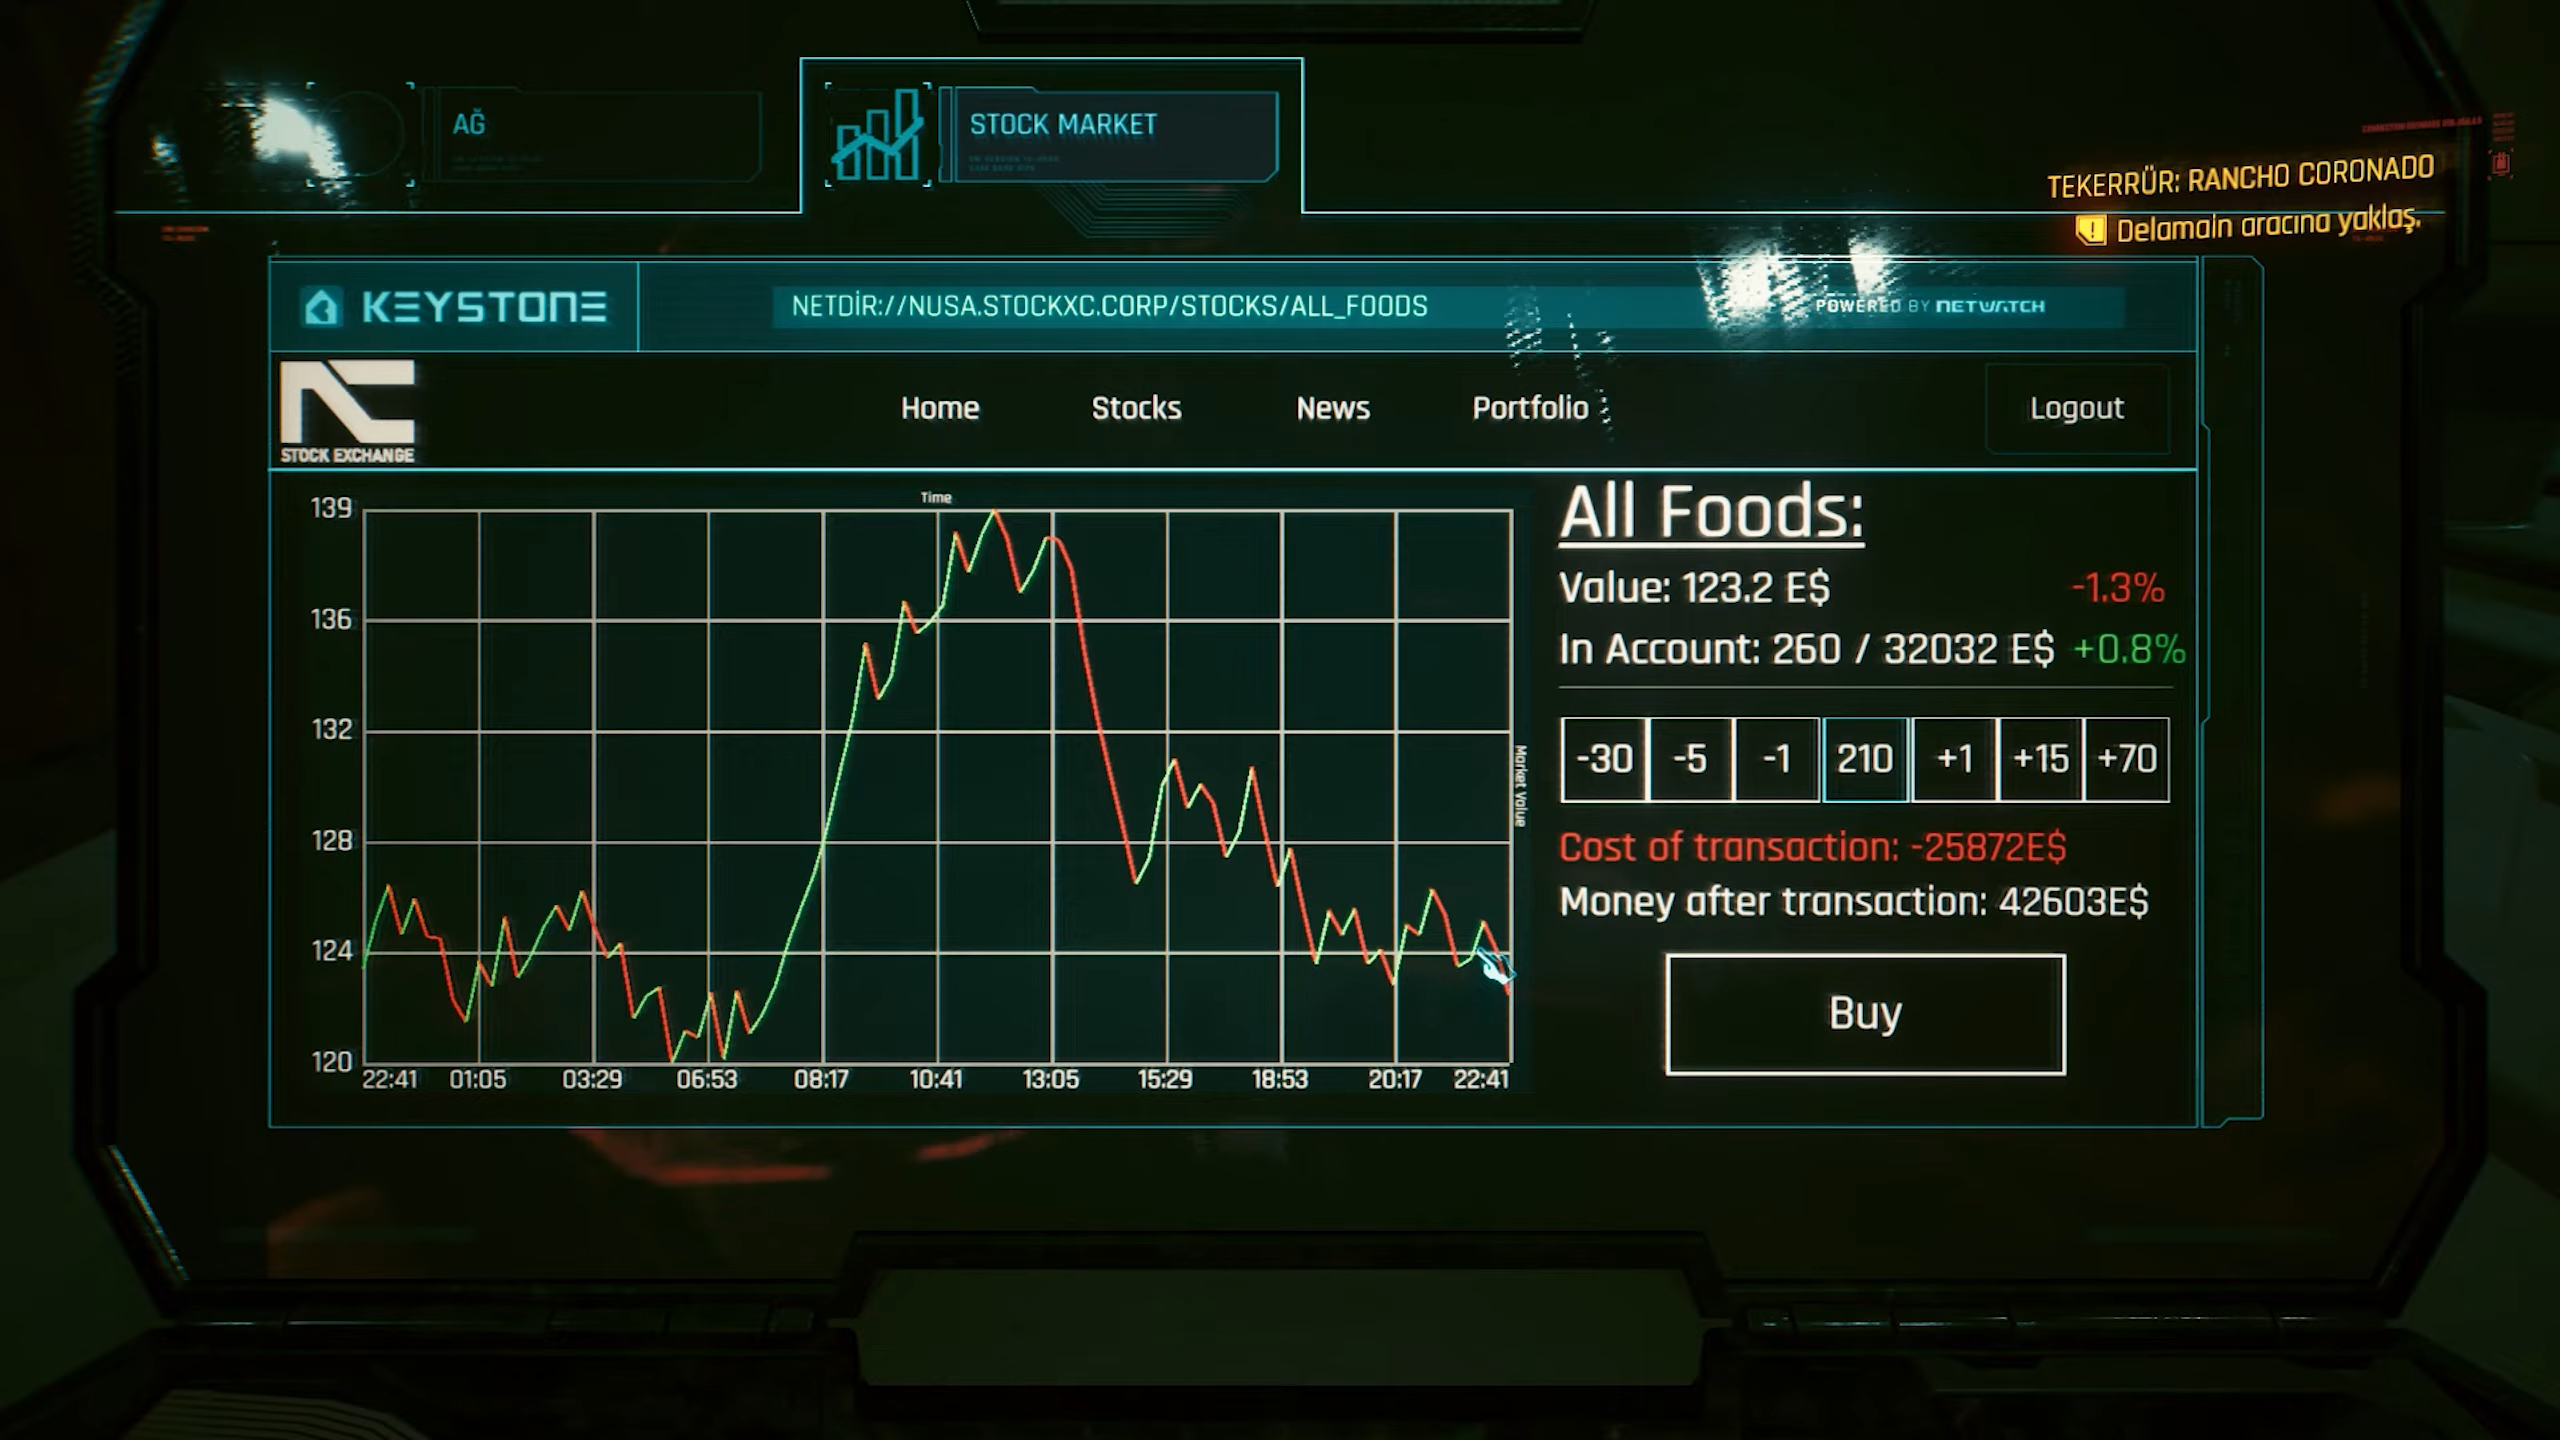 AĞ
STOCK MARKET
TEKERRÜR: RANCHO CORONADO
! Delamain aracına yaklaş.
KEYSTONE
NETDİR://NUSA.STOCKXC.CORP/STOCKS/ALL_FOODS
POWERED BY NETWATCH
NC
STOCK EXCHANGE
Home
Stocks
News
Portfolio
Logout
Time
139
136
132
128
124
120
22:41 01:05 03:29 06:53 08:17 10:41 13:05 15:29 18:53 20:17 22:41
Market Value
All Foods:
Value: 123.2 E$ -1.3%
In Account: 260 / 32032 E$ +0.8%
-30 -5 -1 210 +1 +15 +70
Cost of transaction: -25872E$
Money after transaction: 42603E$
Buy